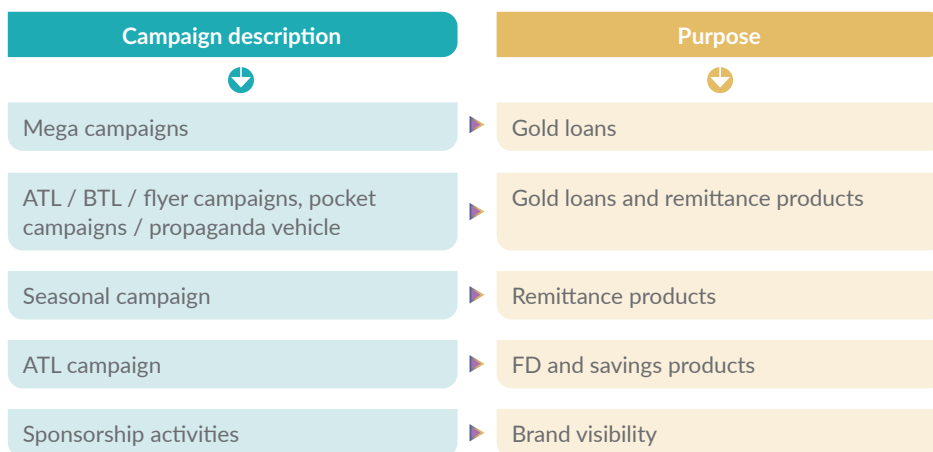 Campaign description
Purpose
Mega campaigns
Gold loans
ATL / BTL / flyer campaigns, pocket
campaigns / propaganda vehicle
Gold loans and remittance products
Seasonal campaign
Remittance products
ATL campaign
FD and savings products
Sponsorship activities
Brand visibility